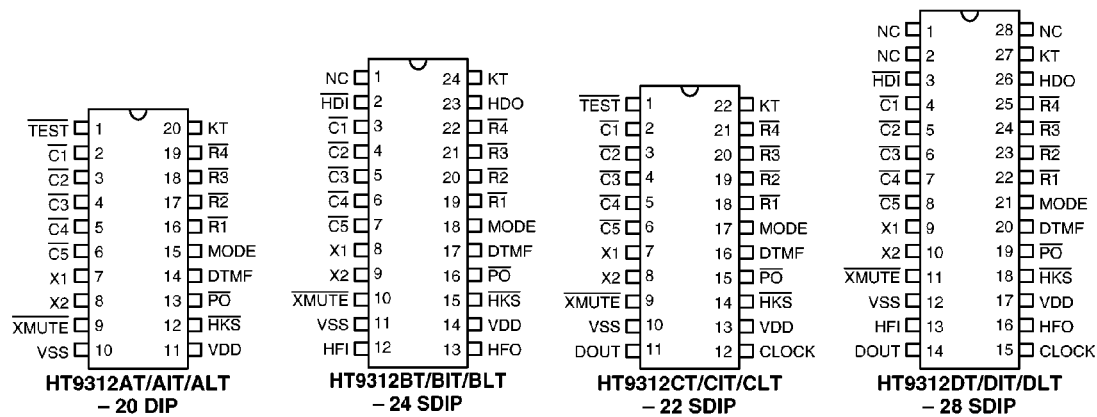 TEST 1 20 KT
C1 2 19 R4
C2 3 18 R3
C3 4 17 R2
C4 5 16 R1
C5 6 15 MODE
X1 7 14 DTMF
X2 8 13 PO
XMUTE 9 12 HKS
VSS 10 11 VDD
HT9312AT/AIT/ALT
– 20 DIP
NC 1 24 KT
HDI 2 23 HDO
C1 3 22 R4
C2 4 21 R3
C3 5 20 R2
C4 6 19 R1
C5 7 18 MODE
X1 8 17 DTMF
X2 9 16 PO
XMUTE 10 15 HKS
VSS 11 14 VDD
HFI 12 13 HFO
HT9312BT/BIT/BLT
– 24 SDIP
TEST 1 22 KT
C1 2 21 R4
C2 3 20 R3
C3 4 19 R2
C4 5 18 R1
C5 6 17 MODE
X1 7 16 DTMF
X2 8 15 PO
XMUTE 9 14 HKS
VSS 10 13 VDD
DOUT 11 12 CLOCK
HT9312CT/CIT/CLT
– 22 SDIP
NC 1 28 NC
NC 2 27 KT
HDI 3 26 HDO
C1 4 25 R4
C2 5 24 R3
C3 6 23 R2
C4 7 22 R1
C5 8 21 MODE
X1 9 20 DTMF
X2 10 19 PO
XMUTE 11 18 HKS
VSS 12 17 VDD
HFI 13 16 HFO
DOUT 14 15 CLOCK
HT9312DT/DIT/DLT
– 28 SDIP